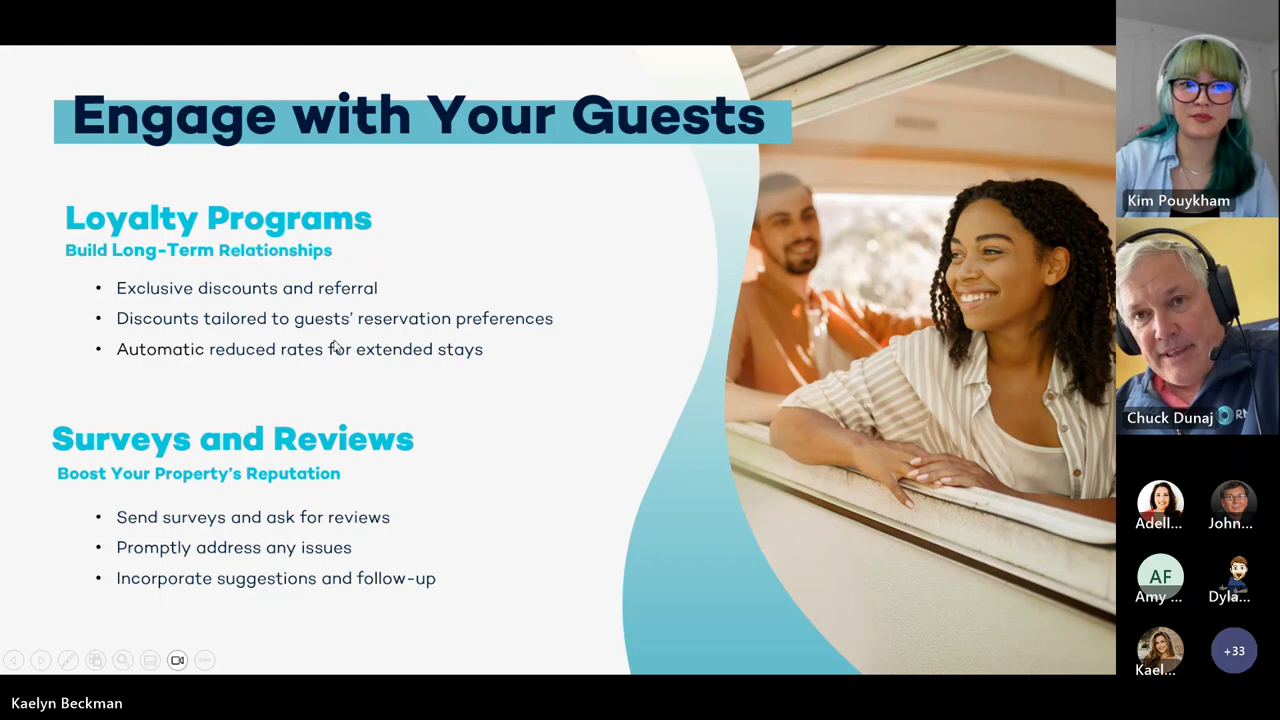 Engage with Your Guests
Loyalty Programs
Build Long-Term Relationships
• Exclusive discounts and referral
• Discounts tailored to guests’ reservation preferences
• Automatic reduced rates for extended stays
Surveys and Reviews
Boost Your Property’s Reputation
• Send surveys and ask for reviews
• Promptly address any issues
• Incorporate suggestions and follow-up
Kim Pouykham
Chuck Dunaj
Adell...
John...
AF
Amy ...
Dyla...
Kael...
+33
Kaelyn Beckman